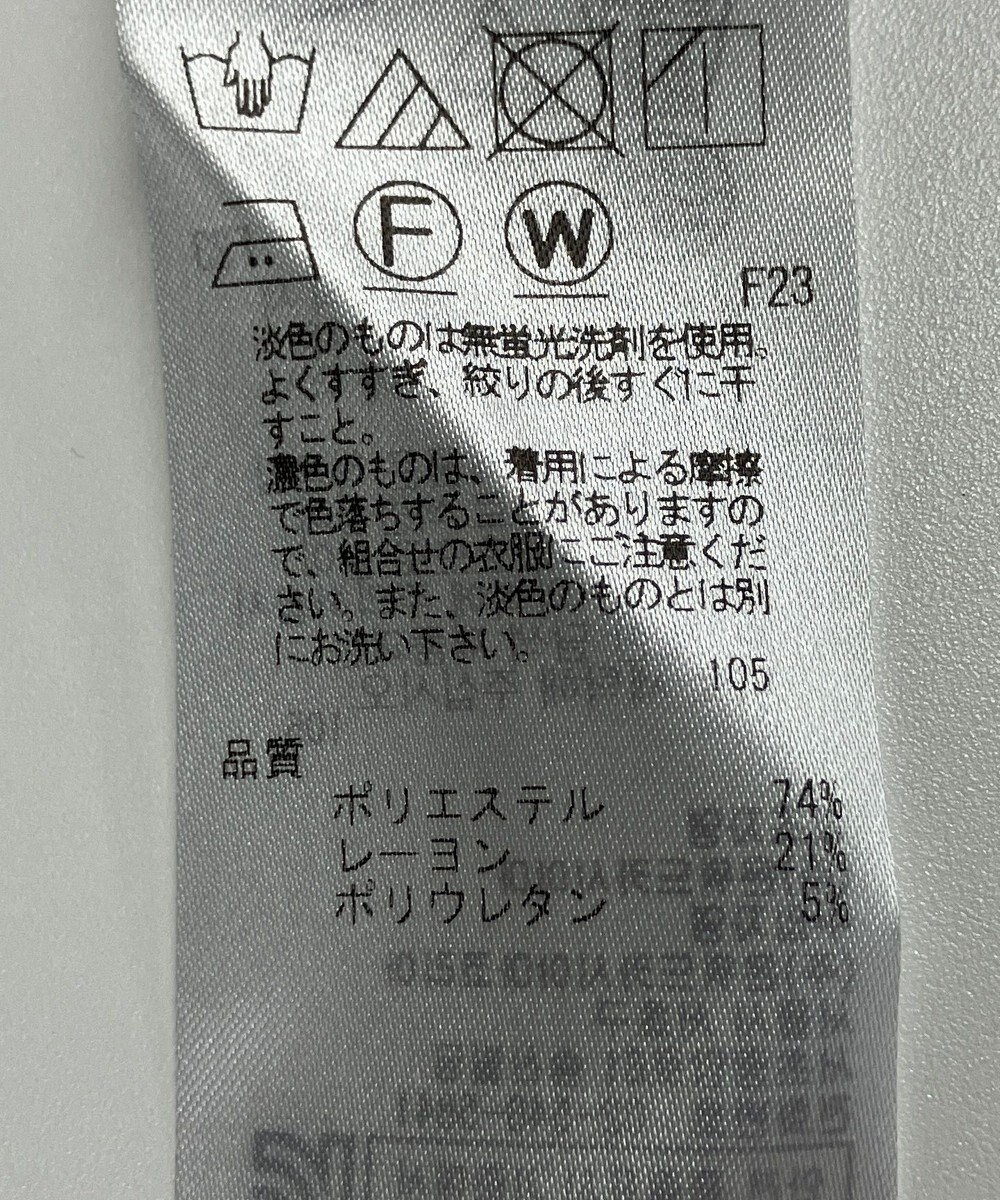 F
W
F23
淡色のものは無蛍光洗剤を使用。
よくすすぎ、絞りの後すぐに干
すこと。
濃色のものは、着用による摩擦
で色落ちすることがありますの
で、組合せの衣服にご注意くだ
さい。また、淡色のものとは別
にお洗い下さい。
105
品質
ポリエステル 74%
レーヨン 21%
ポリウレタン 5%